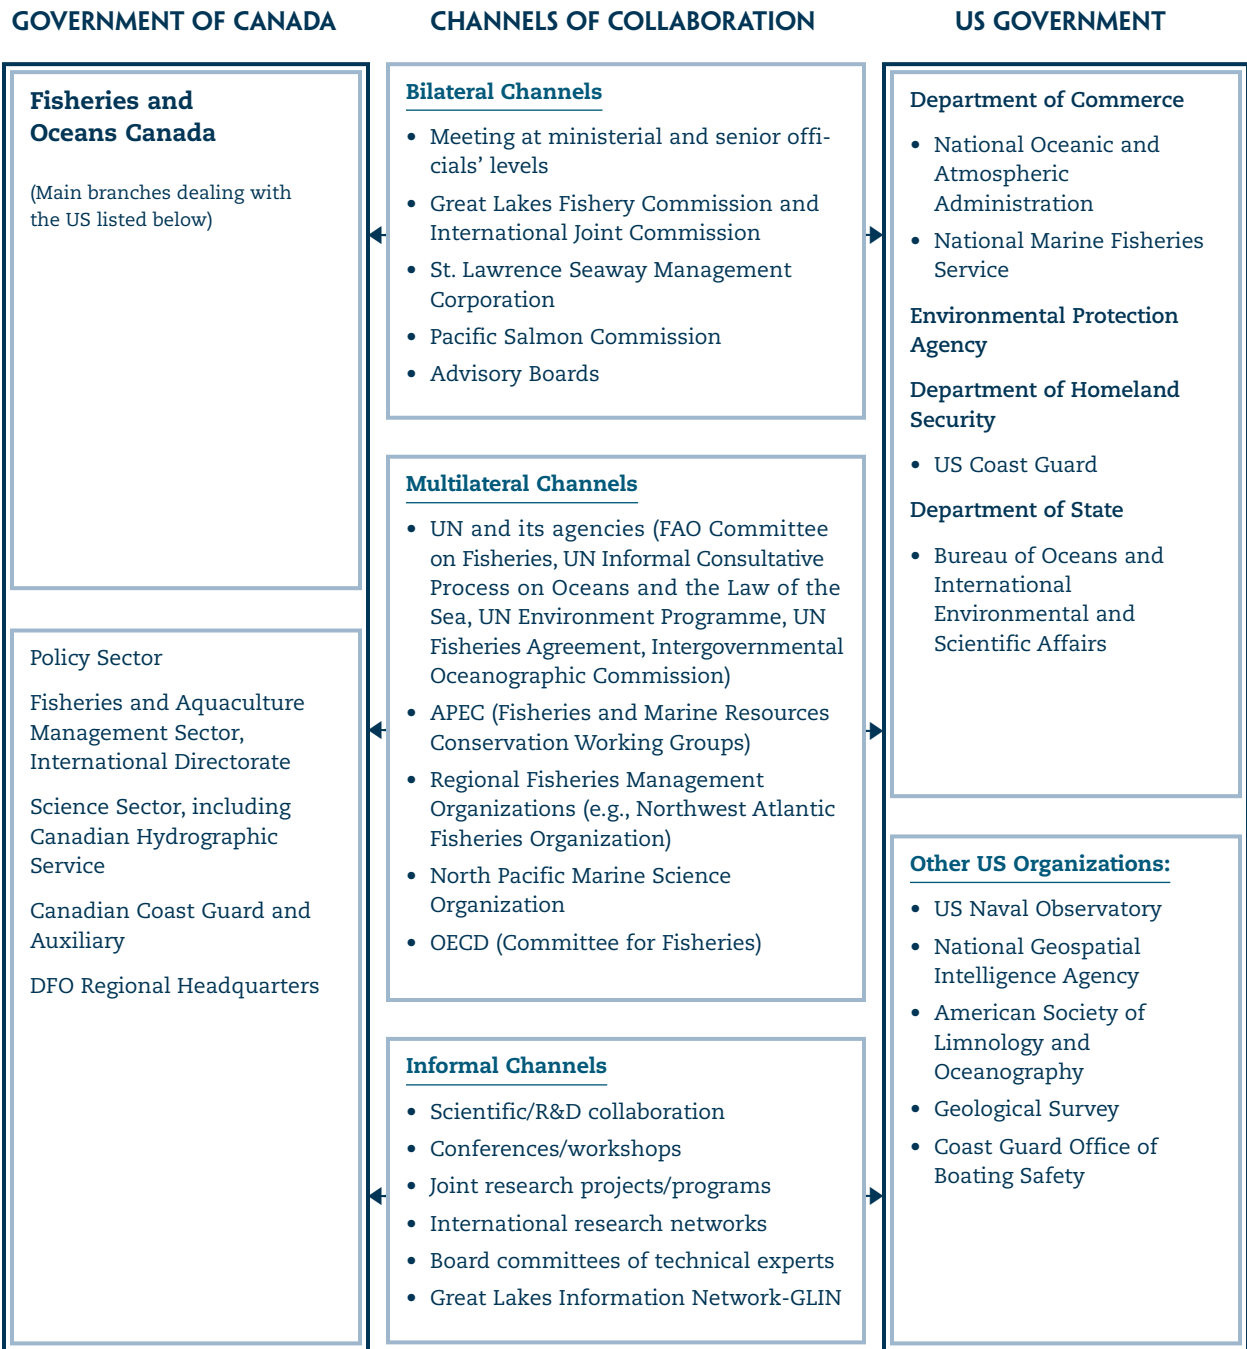 GOVERNMENT OF CANADA
Fisheries and
Oceans Canada
(Main branches dealing with
the US listed below)
Policy Sector
Fisheries and Aquaculture
Management Sector,
International Directorate
Science Sector, including
Canadian Hydrographic
Service
Canadian Coast Guard and
Auxiliary
DFO Regional Headquarters
CHANNELS OF COLLABORATION
Bilateral Channels
• Meeting at ministerial and senior offi-
cials’ levels
• Great Lakes Fishery Commission and
International Joint Commission
• St. Lawrence Seaway Management
Corporation
• Pacific Salmon Commission
• Advisory Boards
Multilateral Channels
• UN and its agencies (FAO Committee
on Fisheries, UN Informal Consultative
Process on Oceans and the Law of the
Sea, UN Environment Programme, UN
Fisheries Agreement, Intergovernmental
Oceanographic Commission)
• APEC (Fisheries and Marine Resources
Conservation Working Groups)
• Regional Fisheries Management
Organizations (e.g., Northwest Atlantic
Fisheries Organization)
• North Pacific Marine Science
Organization
• OECD (Committee for Fisheries)
Informal Channels
• Scientific/R&D collaboration
• Conferences/workshops
• Joint research projects/programs
• International research networks
• Board committees of technical experts
• Great Lakes Information Network-GLIN
US GOVERNMENT
Department of Commerce
• National Oceanic and
Atmospheric
Administration
• National Marine Fisheries
Service
Environmental Protection
Agency
Department of Homeland
Security
• US Coast Guard
Department of State
• Bureau of Oceans and
International
Environmental and
Scientific Affairs
Other US Organizations:
• US Naval Observatory
• National Geospatial
Intelligence Agency
• American Society of
Limnology and
Oceanography
• Geological Survey
• Coast Guard Office of
Boating Safety